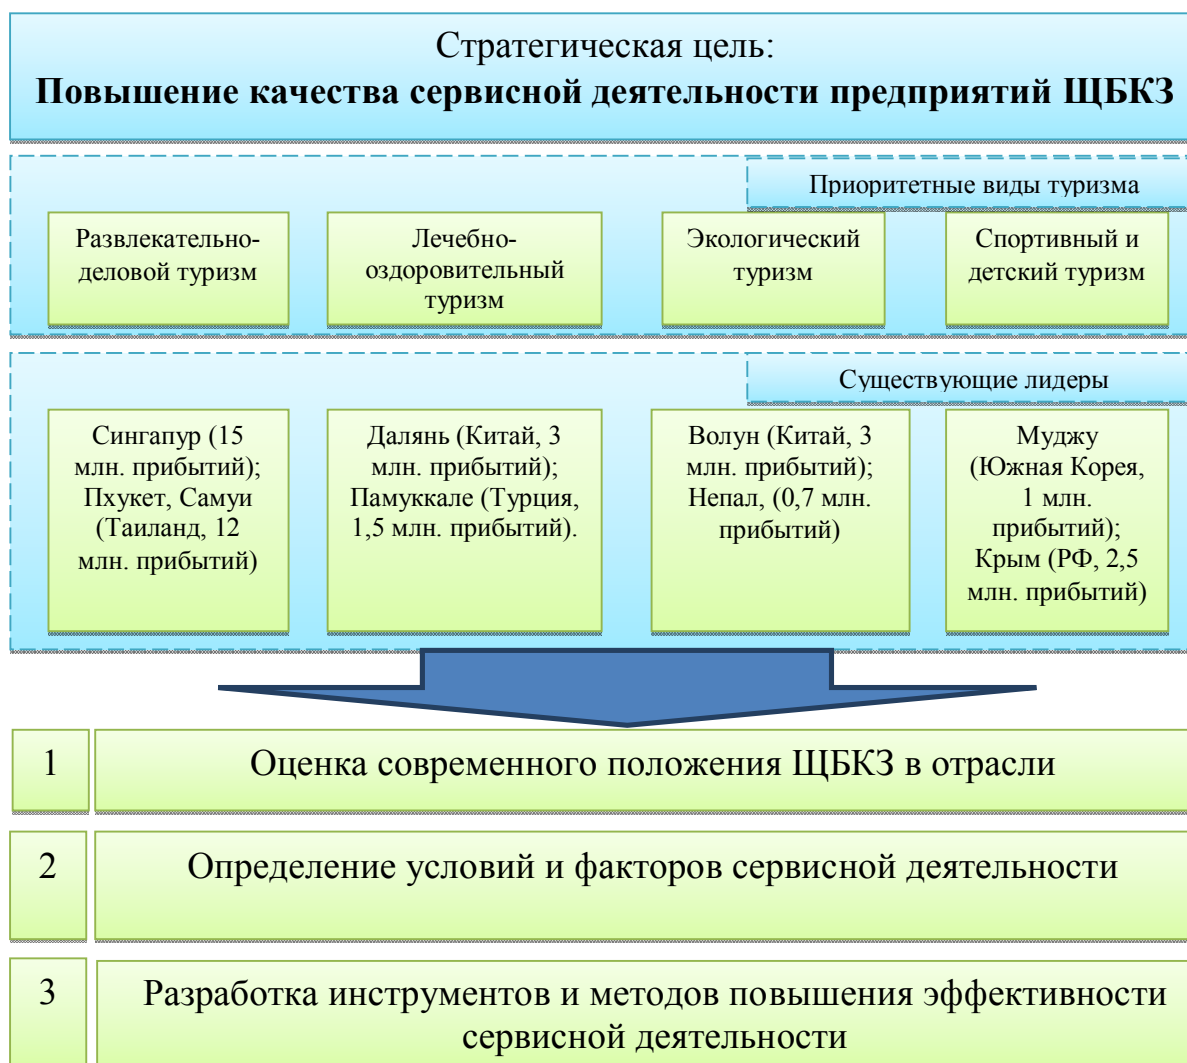 Стратегическая цель:
Повышение качества сервисной деятельности предприятий ЩБКЗ
Приоритетные виды туризма
Развлекательно-
деловой туризм
Лечебно-
оздоровительный
туризм
Экологический
туризм
Спортивный и
детский туризм
Существующие лидеры
Сингапур (15
млн. прибытий);
Пхукет, Самуи
(Таиланд, 12
млн. прибытий)
Далянь (Китай, 3
млн. прибытий);
Памуккале (Турция,
1,5 млн. прибытий).
Волун (Китай, 3
млн. прибытий);
Непал, (0,7 млн.
прибытий)
Муджу
(Южная Корея,
1 млн.
прибытий);
Крым (РФ, 2,5
млн. прибытий)
1 Оценка современного положения ЩБКЗ в отрасли
2 Определение условий и факторов сервисной деятельности
3 Разработка инструментов и методов повышения эффективности
сервисной деятельности